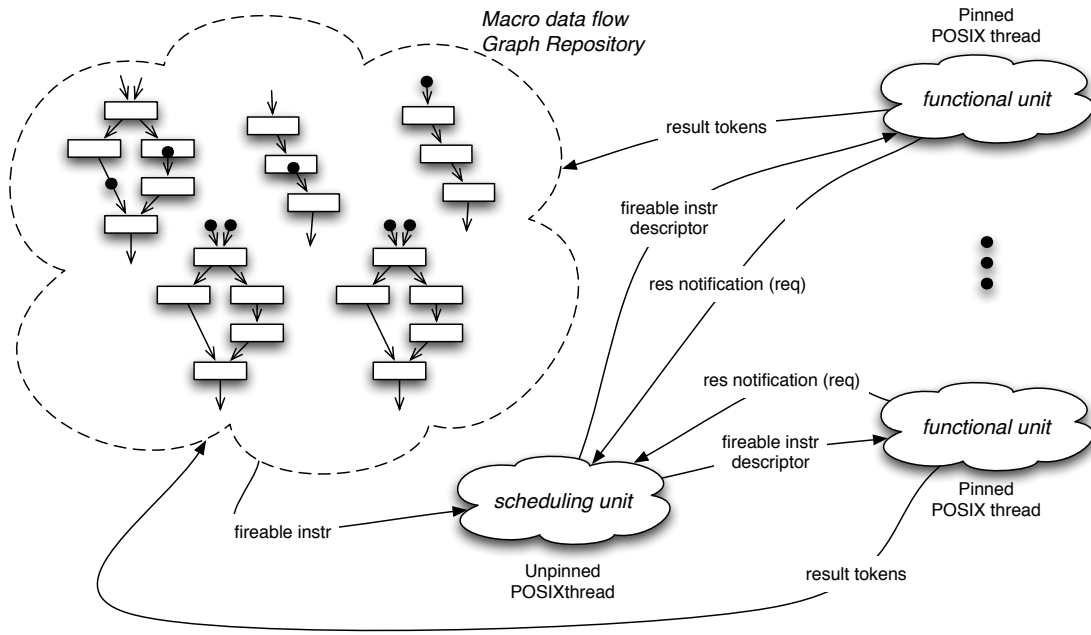 Macro data flow
Graph Repository
Pinned
POSIX thread
functional unit
result tokens
fireable instr
descriptor
res notification (req)
res notification (req)
functional unit
fireable instr
descriptor
Pinned
POSIX thread
scheduling unit
fireable instr
Unpinned
POSIXthread
result tokens